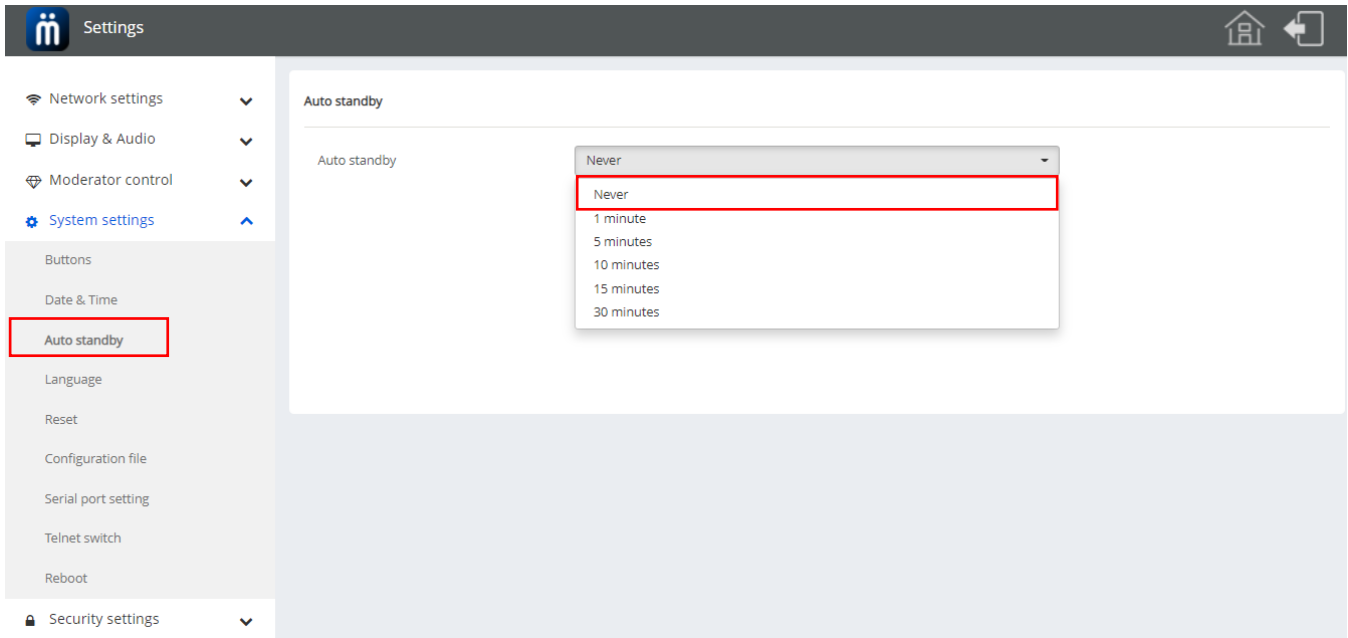 Settings
Network settings
Display & Audio
Moderator control
System settings
Buttons
Date & Time
Auto standby
Language
Reset
Configuration file
Serial port setting
Telnet switch
Reboot
Security settings
Auto standby
Auto standby
Never
Never
1 minute
5 minutes
10 minutes
15 minutes
30 minutes